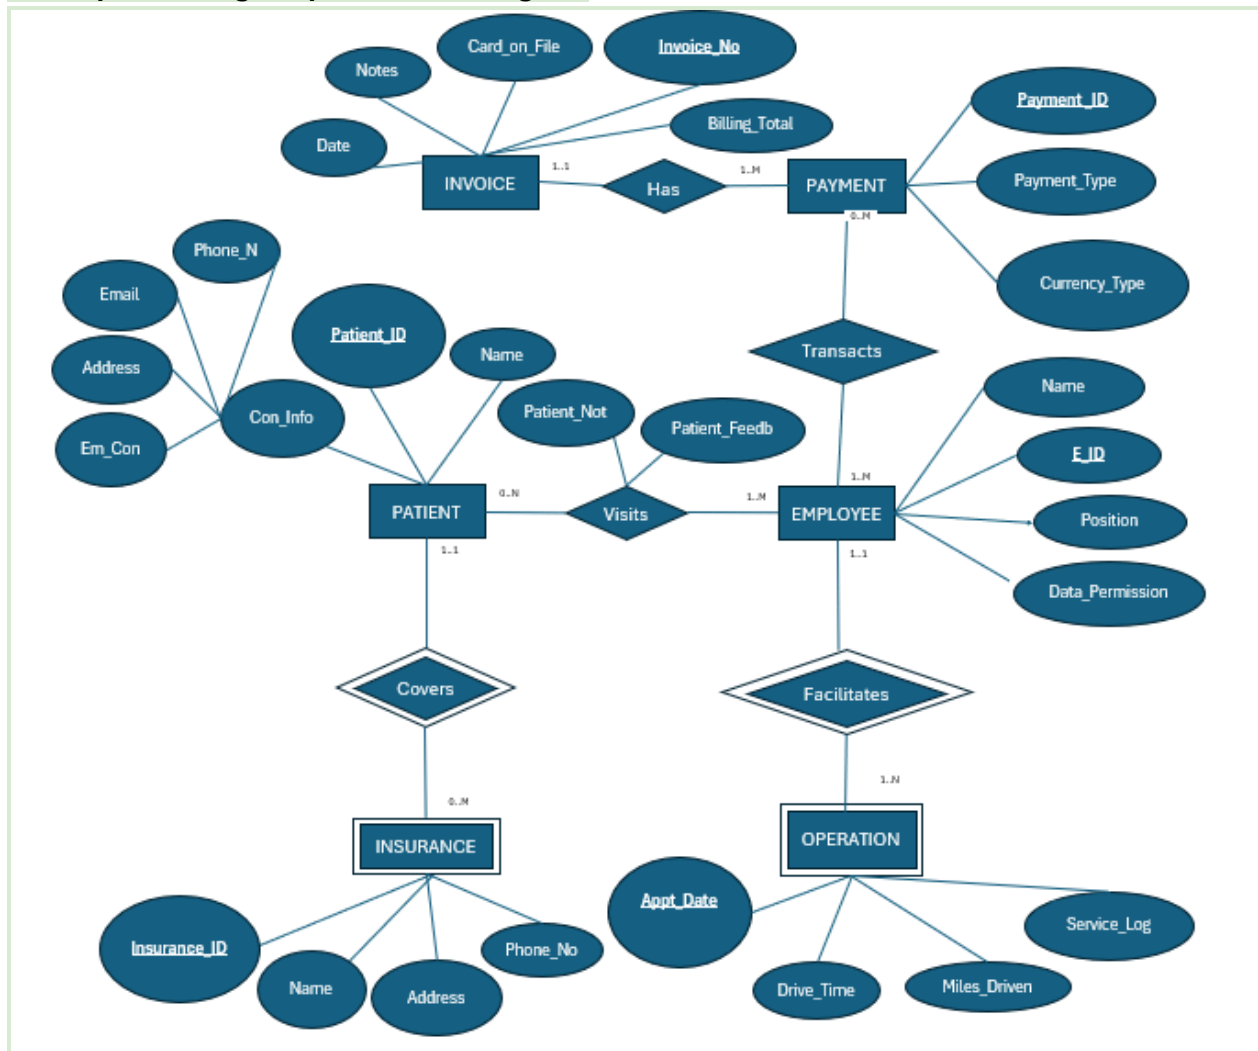 Card_on_File
Invoice_No
Notes
Payment_ID
Billing_Total
Date
INVOICE
1..1
Has
1..M
PAYMENT
Payment_Type
0..M
Phone_N
Email
Currency_Type
Patient_ID
Name
Transacts
Address
Con_Info
Patient_Not
Patient_Feedb
Name
Em_Con
E_ID
1..M
PATIENT
0..N
Visits
1..M
EMPLOYEE
Position
1..1
1..1
Data_Permission
Covers
Facilitates
0..M
1..N
INSURANCE
OPERATION
Appt_Date
Service_Log
Insurance_ID
Phone_No
Name
Address
Drive_Time
Miles_Driven